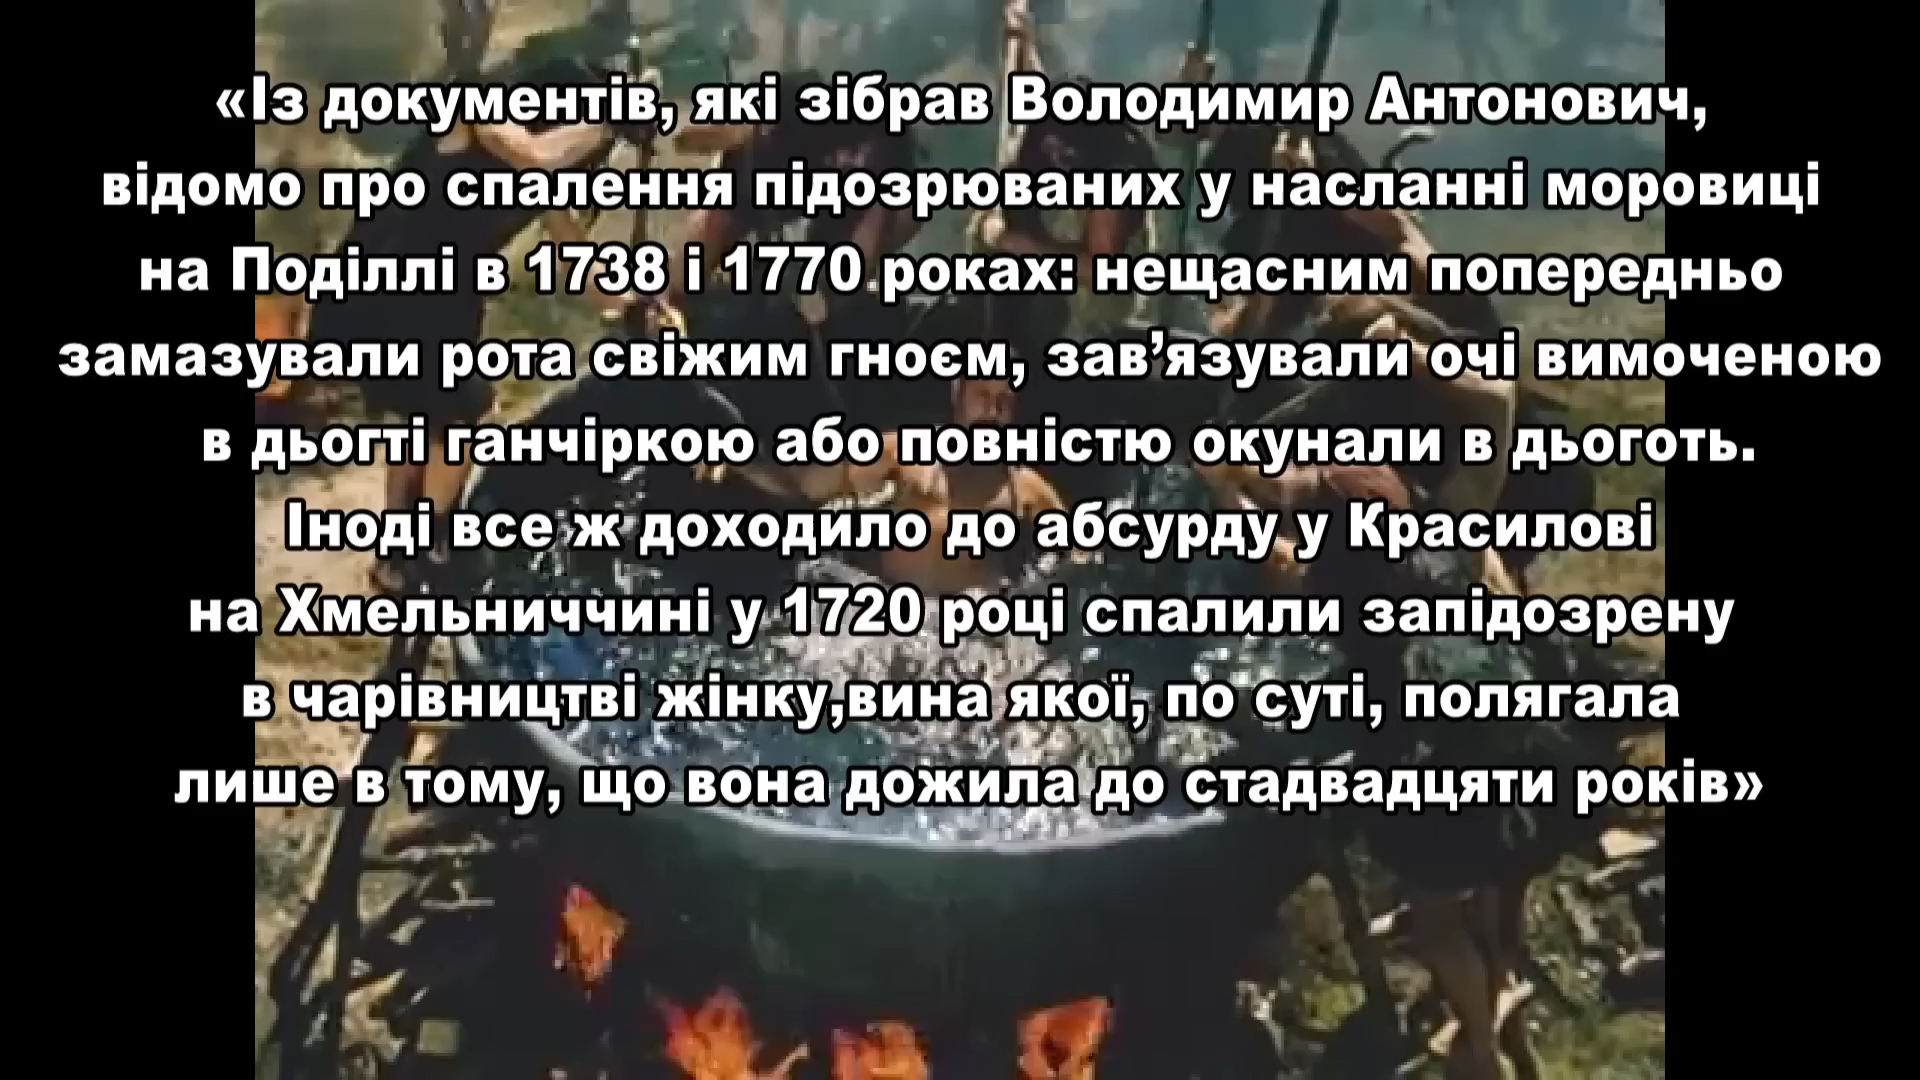 «Із документів, які зібрав Володимир Антонович,
відомо про спалення підозрюваних у насланні моровиці
на Поділлі в 1738 і 1770 роках: нещасним попередньо
замазували рота свіжим гноєм, зав’язували очі вимоченою
в дьогті ганчіркою або повністю окунали в дьоготь.
Іноді все ж доходило до абсурду у Красилові
на Хмельниччині у 1720 році спалили запідозрену
в чарівництві жінку,вина якої, по суті, полягала
лише в тому, що вона дожила до стадвадцяти років»